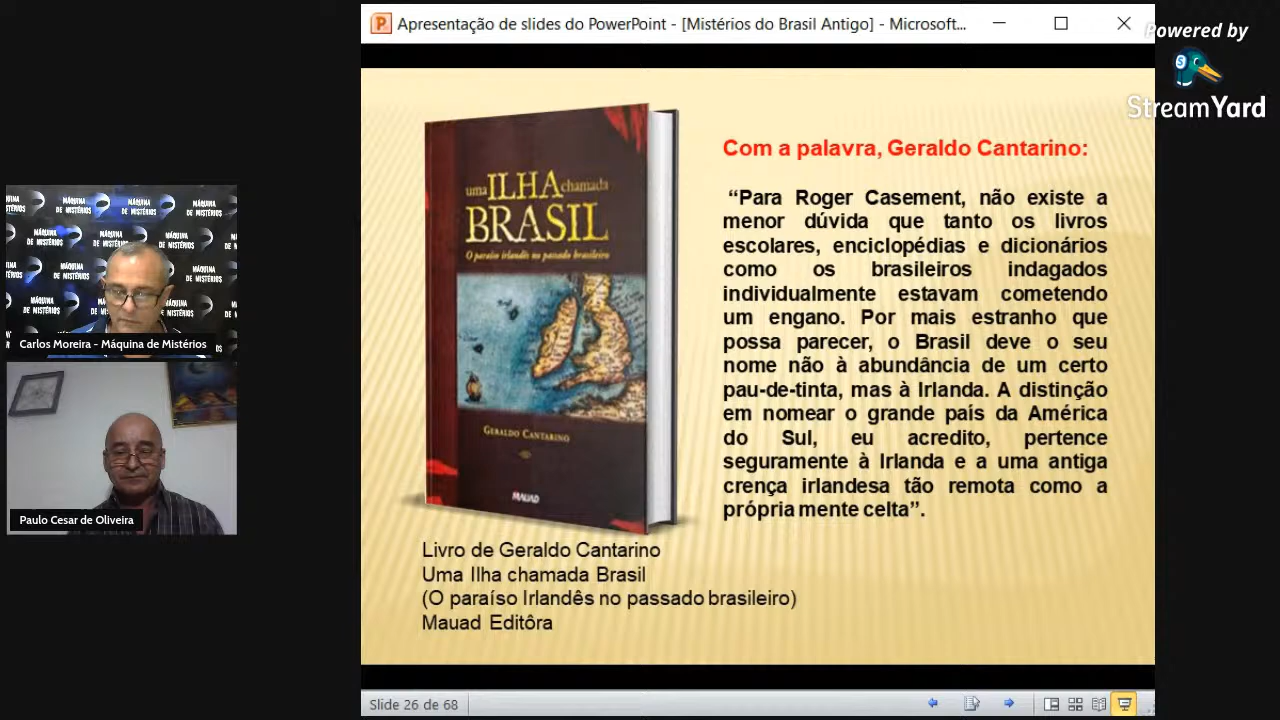 Apresentação de slides do PowerPoint - [Mistérios do Brasil Antigo] - Microsoft...
Powered by
StreamYard
uma ILHA chamada
BRASIL
O paraíso irlandês no passado brasileiro
GERALDO CANTARINO
MAUAD
Com a palavra, Geraldo Cantarino:
“Para Roger Casement, não existe a
menor dúvida que tanto os livros
escolares, enciclopédias e dicionários
como os brasileiros indagados
individualmente estavam cometendo
um engano. Por mais estranho que
possa parecer, o Brasil deve o seu
nome não à abundância de um certo
pau-de-tinta, mas à Irlanda. A distinção
em nomear o grande país da América
do Sul, eu acredito, pertence
seguramente à Irlanda e a uma antiga
crença irlandesa tão remota como a
própria mente celta”.
Livro de Geraldo Cantarino
Uma Ilha chamada Brasil
(O paraíso Irlandês no passado brasileiro)
Mauad Editôra
MÁQUINA
DE MISTÉRIOS
Carlos Moreira - Máquina de Mistérios
Paulo Cesar de Oliveira
Slide 26 de 68